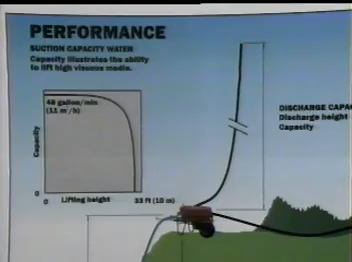 PERFORMANCE
SUCTION CAPACITY WATER
Capacity illustrates the ability
to lift high viscous media.
48 gallon/min
(11 m³/h)
Capacity
0
0
Lifting height
33 ft (10 m)
DISCHARGE CAPA
Discharge height
Capacity